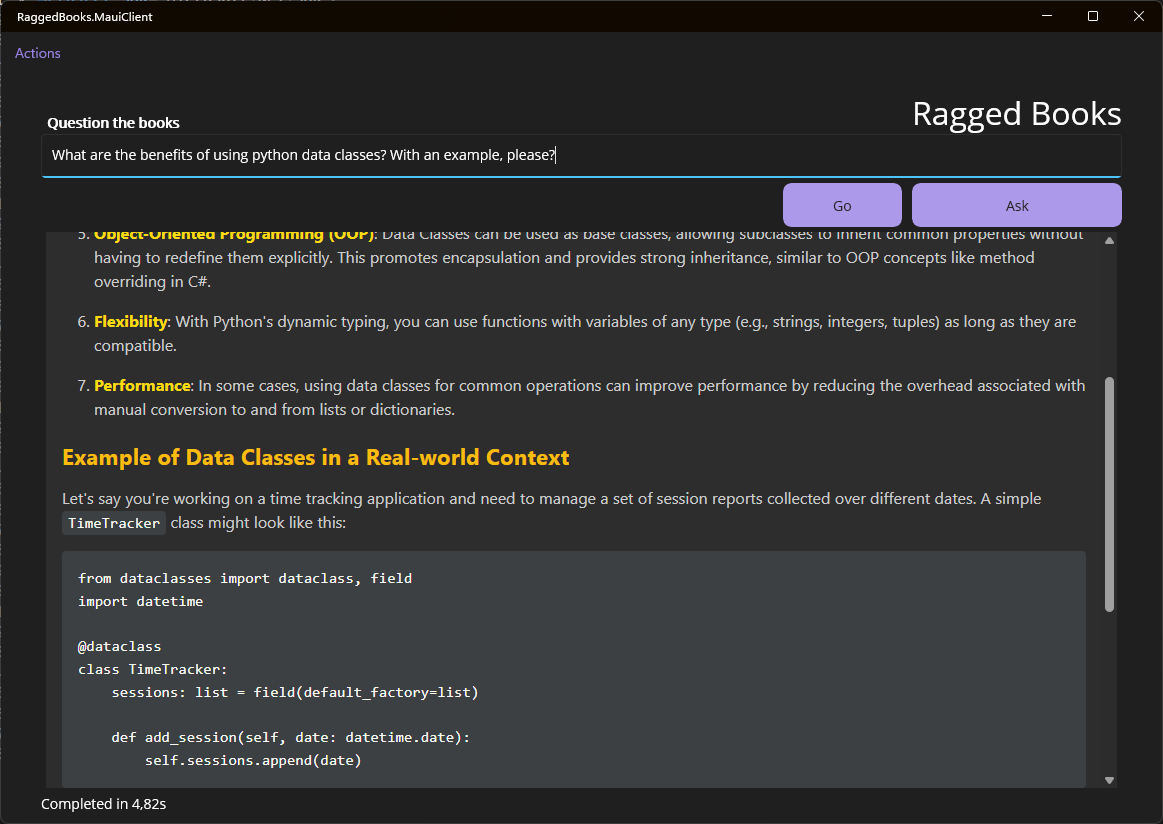 RaggedBooks.MauiClient
Actions
Ragged Books
Question the books
What are the benefits of using python data classes? With an example, please?
Go
Ask
5. Object-Oriented Programming (OOP): Data Classes can be used as base classes, allowing subclasses to inherit common properties without
having to redefine them explicitly. This promotes encapsulation and provides strong inheritance, similar to OOP concepts like method
overriding in C#.
6. Flexibility: With Python's dynamic typing, you can use functions with variables of any type (e.g., strings, integers, tuples) as long as they are
compatible.
7. Performance: In some cases, using data classes for common operations can improve performance by reducing the overhead associated with
manual conversion to and from lists or dictionaries.
Example of Data Classes in a Real-world Context
Let's say you're working on a time tracking application and need to manage a set of session reports collected over different dates. A simple
TimeTracker class might look like this:
from dataclasses import dataclass, field
import datetime
@dataclass
class TimeTracker:
    sessions: list = field(default_factory=list)
    def add_session(self, date: datetime.date):
        self.sessions.append(date)
Completed in 4,82s